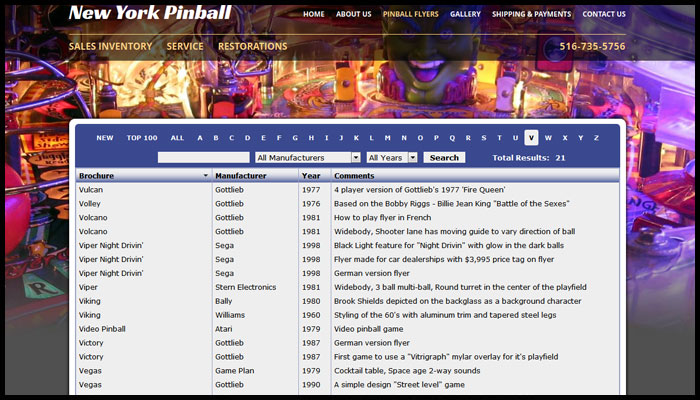 New York Pinball
HOME ABOUT US PINBALL FLYERS GALLERY SHIPPING & PAYMENTS CONTACT US
SALES INVENTORY SERVICE RESTORATIONS 516-735-5756
NEW TOP 100 ALL A B C D E F G H I J K L M N O P Q R S T U V W X Y Z
All Manufacturers All Years Search Total Results: 21
Brochure Manufacturer Year Comments
Vulcan Gottlieb 1977 4 player version of Gottlieb's 1977 'Fire Queen'
Volley Gottlieb 1976 Based on the Bobby Riggs - Billie Jean King "Battle of the Sexes"
Volcano Gottlieb 1981 How to play flyer in French
Volcano Gottlieb 1981 Widebody, Shooter lane has moving guide to vary direction of ball
Viper Night Drivin' Sega 1998 Black Light feature for "Night Drivin" with glow in the dark balls
Viper Night Drivin' Sega 1998 Flyer made for car dealerships with $3,995 price tag on flyer
Viper Night Drivin' Sega 1998 German version flyer
Viper Stern Electronics 1981 Widebody, 3 ball multi-ball, Round turret in the center of the playfield
Viking Bally 1980 Brook Shields depicted on the backglass as a background character
Viking Williams 1960 Styling of the 60's with aluminum trim and tapered steel legs
Video Pinball Atari 1979 Video pinball game
Victory Gottlieb 1987 German version flyer
Victory Gottlieb 1987 First game to use a "Vitrigraph" mylar overlay for it's playfield
Vegas Game Plan 1979 Cocktail table, Space age 2-way sounds
Vegas Gottlieb 1990 A simple design "Street level" game